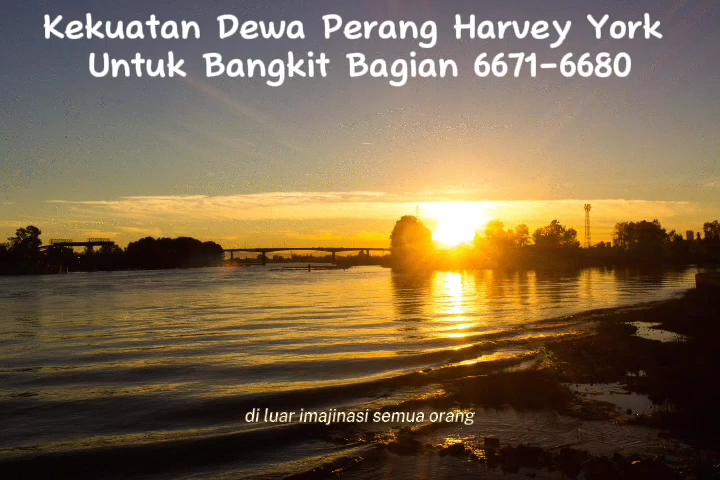 Kekuatan Dewa Perang Harvey York
Untuk Bangkit Bagian 6671-6680
di luar imajinasi semua orang